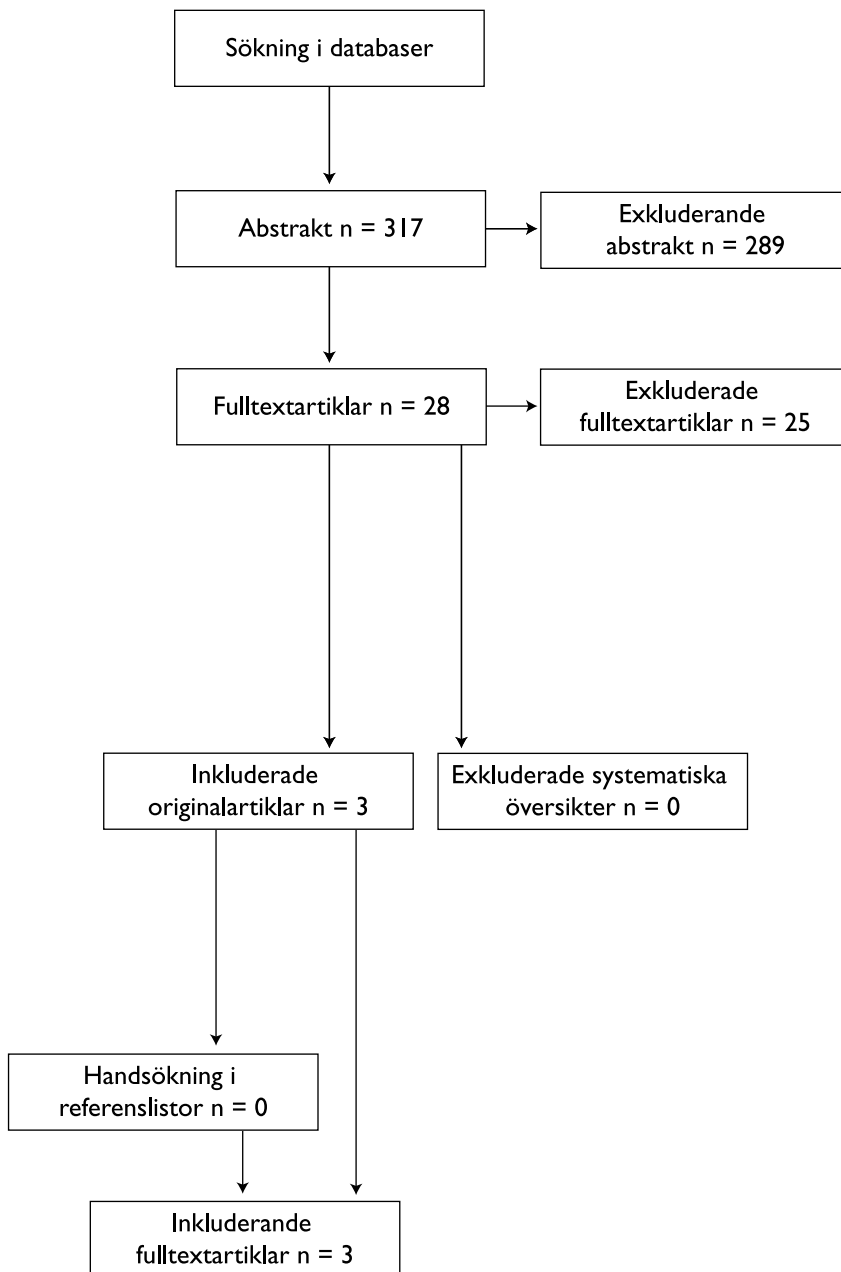 Sökning i databaser
Abstrakt n = 317
Exkluderande
abstrakt n = 289
Fulltextartiklar n = 28
Exkluderade
fulltextartiklar n = 25
Inkluderade
originalartiklar n = 3
Exkluderade systematiska
översikter n = 0
Handsökning i
referenslistor n = 0
Inkluderande
fulltextartiklar n = 3